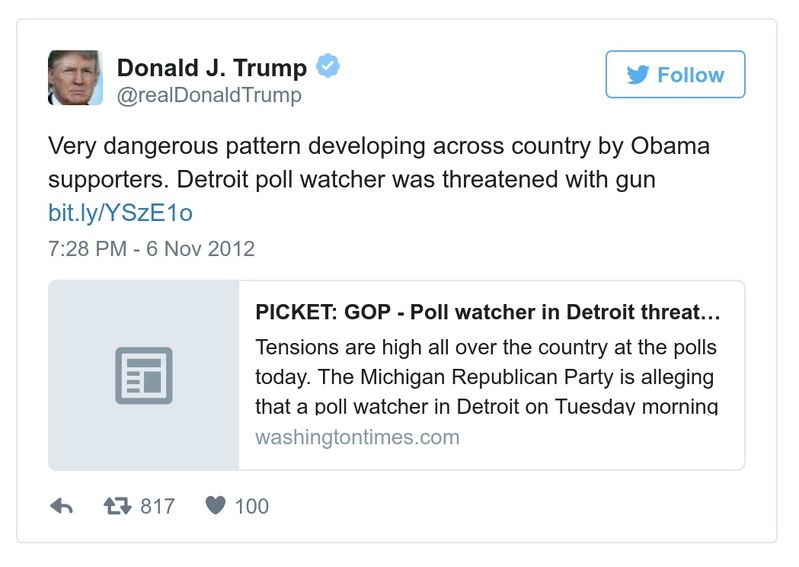 Donald J. Trump
@realDonaldTrump
Follow
Very dangerous pattern developing across country by Obama
supporters. Detroit poll watcher was threatened with gun
bit.ly/YSzE1o
7:28 PM - 6 Nov 2012
PICKET: GOP - Poll watcher in Detroit threat...
Tensions are high all over the country at the polls
today. The Michigan Republican Party is alleging
that a poll watcher in Detroit on Tuesday morning
washingtontimes.com
817
100